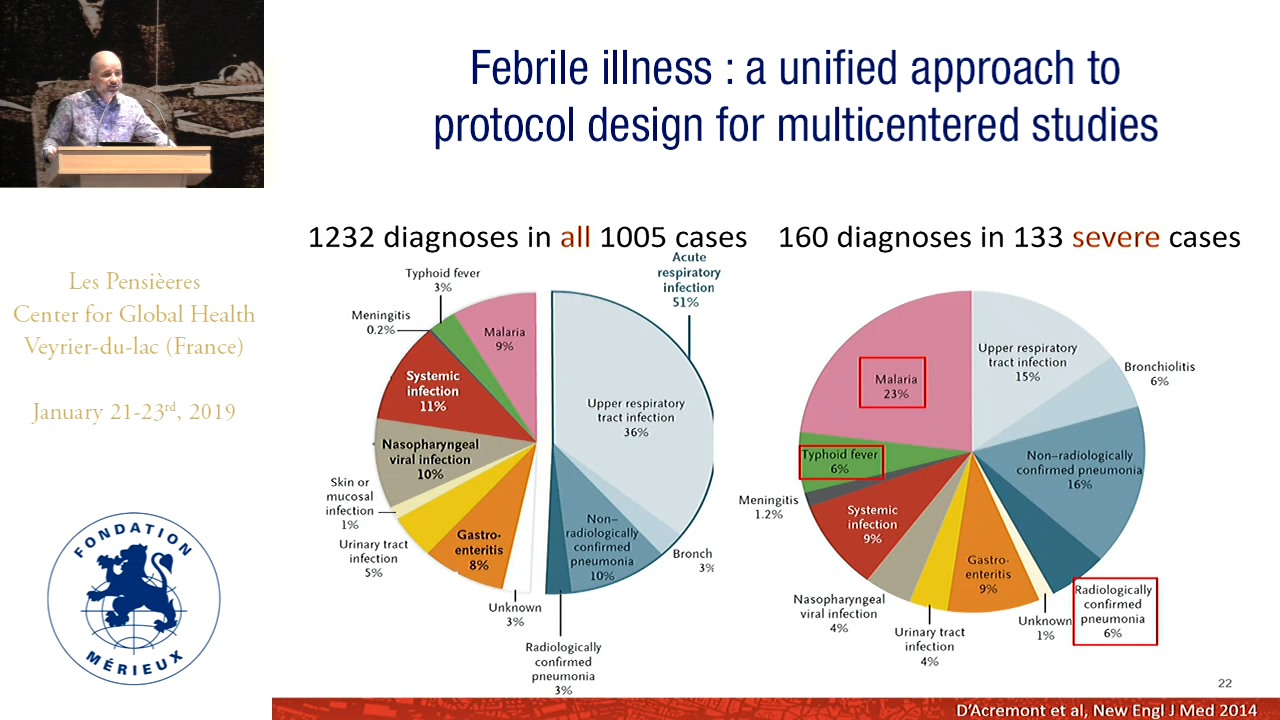 Febrile illness : a unified approach to
protocol design for multicentered studies
Les Pensièeres
Center for Global Health
Veyrier-du-lac (France)
January 21-23rd, 2019
FONDATION
MÉRIEUX
1232 diagnoses in all 1005 cases
Acute
respiratory
infection
51%
Typhoid fever
3%
Meningitis
0.2%
Malaria
9%
Systemic
infection
11%
Upper respiratory
tract infection
36%
Nasopharyngeal
viral infection
10%
Skin or
mucosal
infection
1%
Urinary tract
infection
5%
Gastro-
enteritis
8%
Non–
radiologically
confirmed
pneumonia
10%
Bronch
3%
Unknown
3%
Radiologically
confirmed
pneumonia
3%
160 diagnoses in 133 severe cases
Upper respiratory
tract infection
15%
Bronchiolitis
6%
Malaria
23%
Typhoid fever
6%
Non–radiologically
confirmed pneumonia
16%
Meningitis
1.2%
Systemic
infection
9%
Gastro-
enteritis
9%
Nasopharyngeal
viral infection
4%
Urinary tract
infection
4%
Unknown
1%
Radiologically
confirmed
pneumonia
6%
22
D'Acremont et al, New Engl J Med 2014